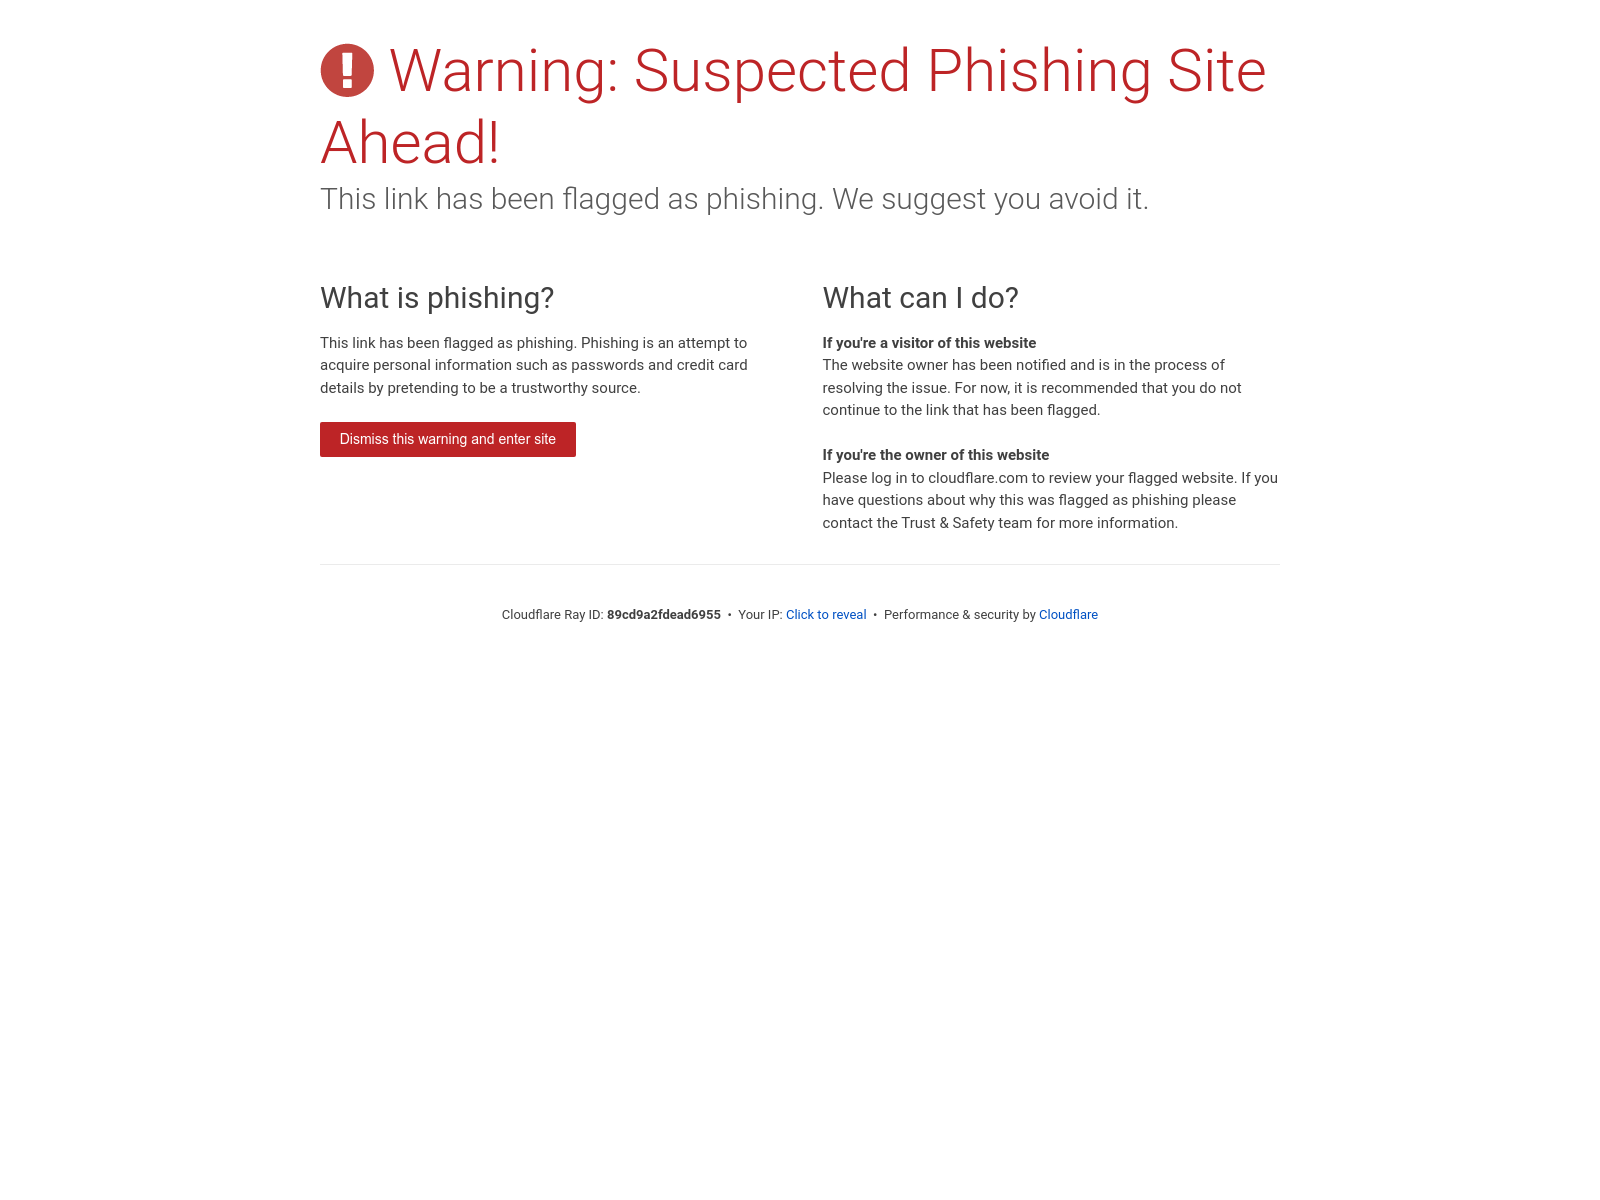 Warning: Suspected Phishing Site
Ahead!
This link has been flagged as phishing. We suggest you avoid it.
What is phishing?
This link has been flagged as phishing. Phishing is an attempt to
acquire personal information such as passwords and credit card
details by pretending to be a trustworthy source.
Dismiss this warning and enter site
What can I do?
If you're a visitor of this website
The website owner has been notified and is in the process of
resolving the issue. For now, it is recommended that you do not
continue to the link that has been flagged.
If you're the owner of this website
Please log in to cloudflare.com to review your flagged website. If you
have questions about why this was flagged as phishing please
contact the Trust & Safety team for more information.
Cloudflare Ray ID: 89cd9a2fdead6955 • Your IP: Click to reveal • Performance & security by Cloudflare